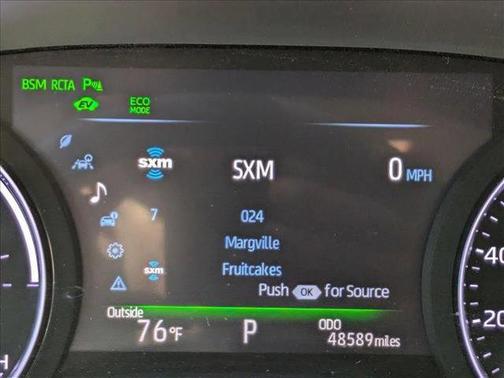 BSM RCTA P
EV ECO MODE
sxm SXM 0 MPH
7 024
Margville
sxm Fruitcakes
Push OK for Source
Outside
76°F P ODO
48589 miles
40
20
H